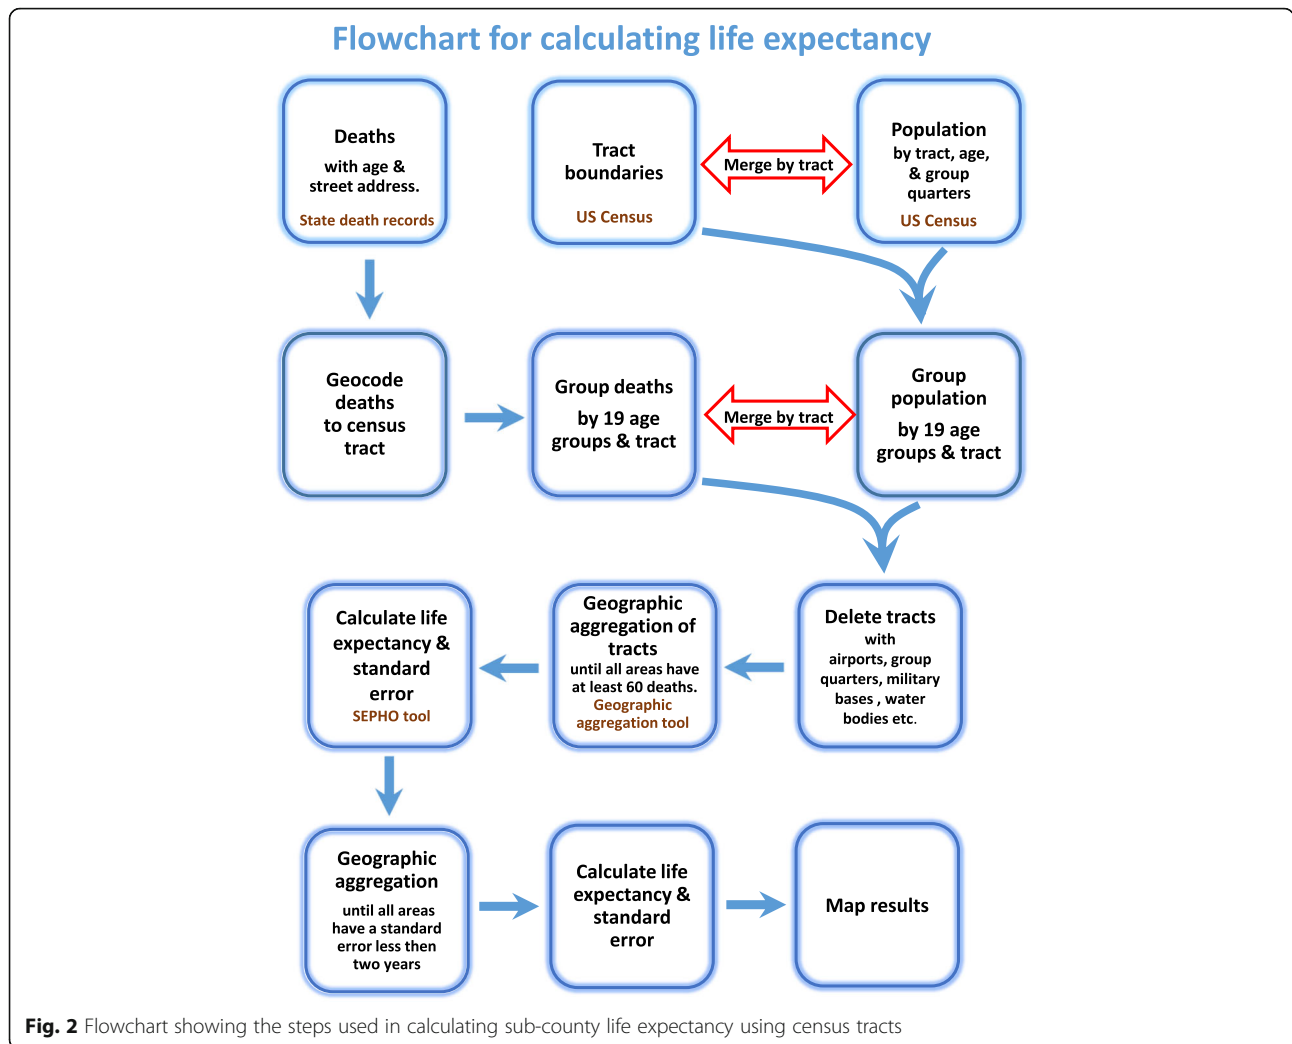 Flowchart for calculating life expectancy
Deaths
with age &
street address.
State death records
Tract
boundaries
US Census
Merge by tract
Population
by tract, age,
& group
quarters
US Census
Geocode
deaths
to census
tract
Group deaths
by 19 age
groups & tract
Merge by tract
Group
population
by 19 age
groups & tract
Calculate life
expectancy &
standard
error
SEPHO tool
Geographic
aggregation of
tracts
until all areas have
at least 60 deaths.
Geographic
aggregation tool
Delete tracts
with
airports, group
quarters, military
bases , water
bodies etc.
Geographic
aggregation
until all areas
have a standard
error less then
two years
Calculate life
expectancy &
standard
error
Map results
Fig. 2 Flowchart showing the steps used in calculating sub-county life expectancy using census tracts